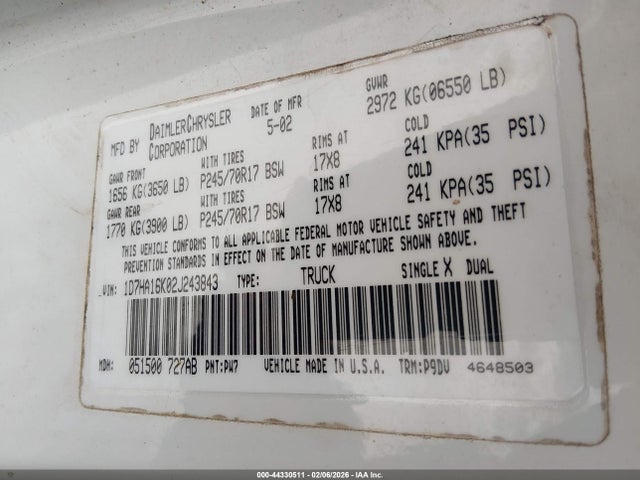 MFD BY DAIMLERCHRYSLER CORPORATION DATE OF MFR 5-02 GVWR 2972 KG(06550 LB)
GAWR FRONT WITH TIRES RIMS AT COLD
1656 KG(3650 LB) P245/70R17 BSW 17X8 241 KPA(35 PSI)
GAWR REAR WITH TIRES RIMS AT COLD
1770 KG(3900 LB) P245/70R17 BSW 17X8 241 KPA(35 PSI)
THIS VEHICLE CONFORMS TO ALL APPLICABLE FEDERAL MOTOR VEHICLE SAFETY AND THEFT
PREVENTION STANDARDS IN EFFECT ON THE DATE OF MANUFACTURE SHOWN ABOVE.
VIN: 1D7HA16K02J243843 TYPE: TRUCK SINGLE X DUAL
MDH: 051500 727AB PNT:PW7 VEHICLE MADE IN U.S.A. TRM:P9DV 4648503
000-44330511 - 02/06/2026 - IAA Inc.